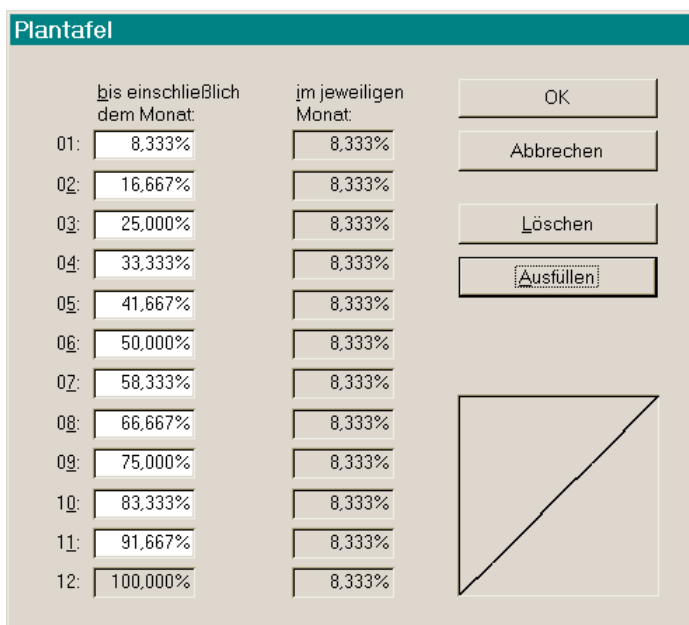 Plantafel
bis einschließlich dem Monat:
im jeweiligen Monat:
01: 8,333% 8,333%
02: 16,667% 8,333%
03: 25,000% 8,333%
04: 33,333% 8,333%
05: 41,667% 8,333%
06: 50,000% 8,333%
07: 58,333% 8,333%
08: 66,667% 8,333%
09: 75,000% 8,333%
10: 83,333% 8,333%
11: 91,667% 8,333%
12: 100,000% 8,333%
OK
Abbrechen
Löschen
Ausfüllen